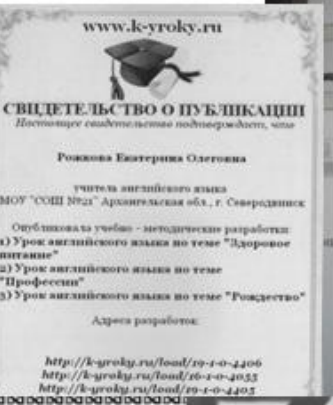 www.k-yroky.ru
СВИДЕТЕЛЬСТВО О ПУБЛИКАЦИИ
Настоящее свидетельство подтверждает, что
Рожкова Екатерина Олеговна
учитель английского языка
МОУ "СОШ №21" Архангельская обл., г. Северодвинск
Опубликовала учебно - методические разработки:
1) Урок английского языка по теме "Здоровое
питание"
2) Урок английского языка по теме
"Профессии"
3) Урок английского языка по теме "Рождество"
Адреса разработок:
http://k-yroky.ru/load/19-1-0-4406
http://k-yroky.ru/load/16-1-0-4033
http://k-yroky.ru/load/19-1-0-4405